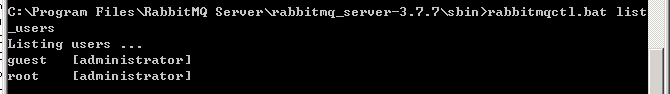 C:\Program Files\RabbitMQ Server\rabbitmq_server-3.7.7\sbin>rabbitmqctl.bat list
_users
Listing users ...
guest   [administrator]
root    [administrator]